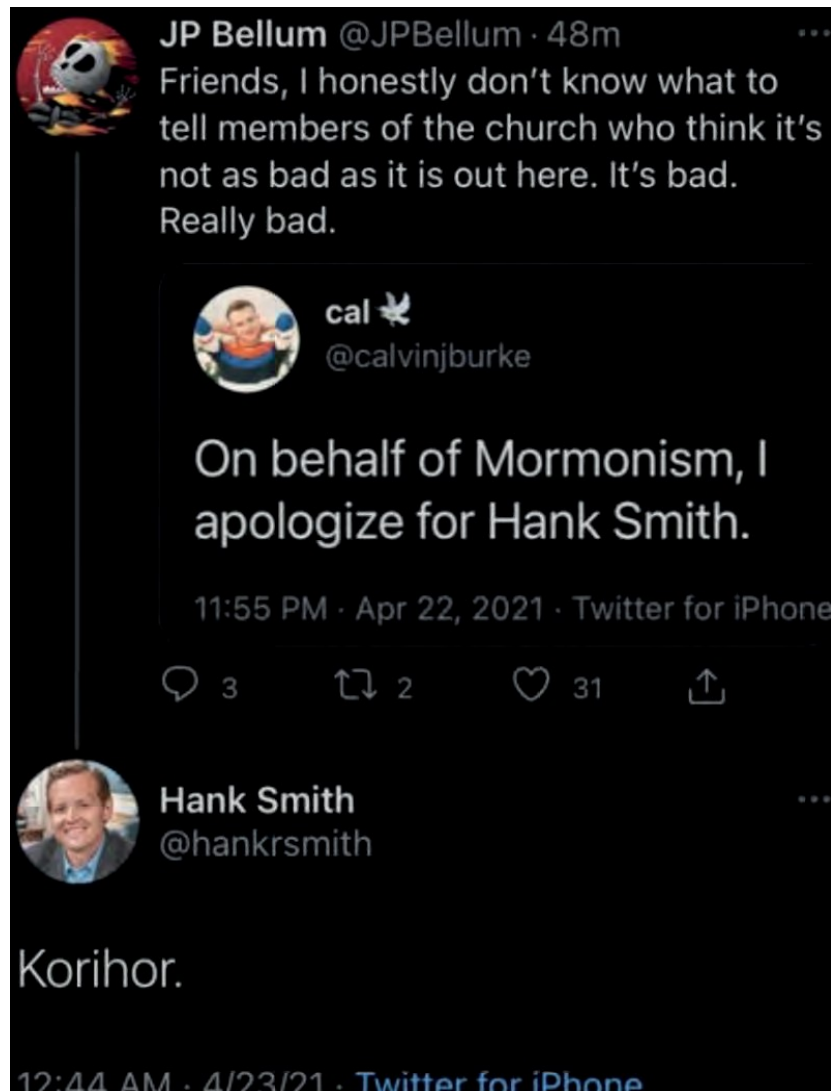 JP Bellum @JPBellum · 48m
Friends, I honestly don't know what to
tell members of the church who think it's
not as bad as it is out here. It's bad.
Really bad.
cal
@calvinjburke
On behalf of Mormonism, I
apologize for Hank Smith.
11:55 PM · Apr 22, 2021 · Twitter for iPhone
3 2 31
Hank Smith
@hankrsmith
Korihor.
12:44 AM · 4/23/21 · Twitter for iPhone